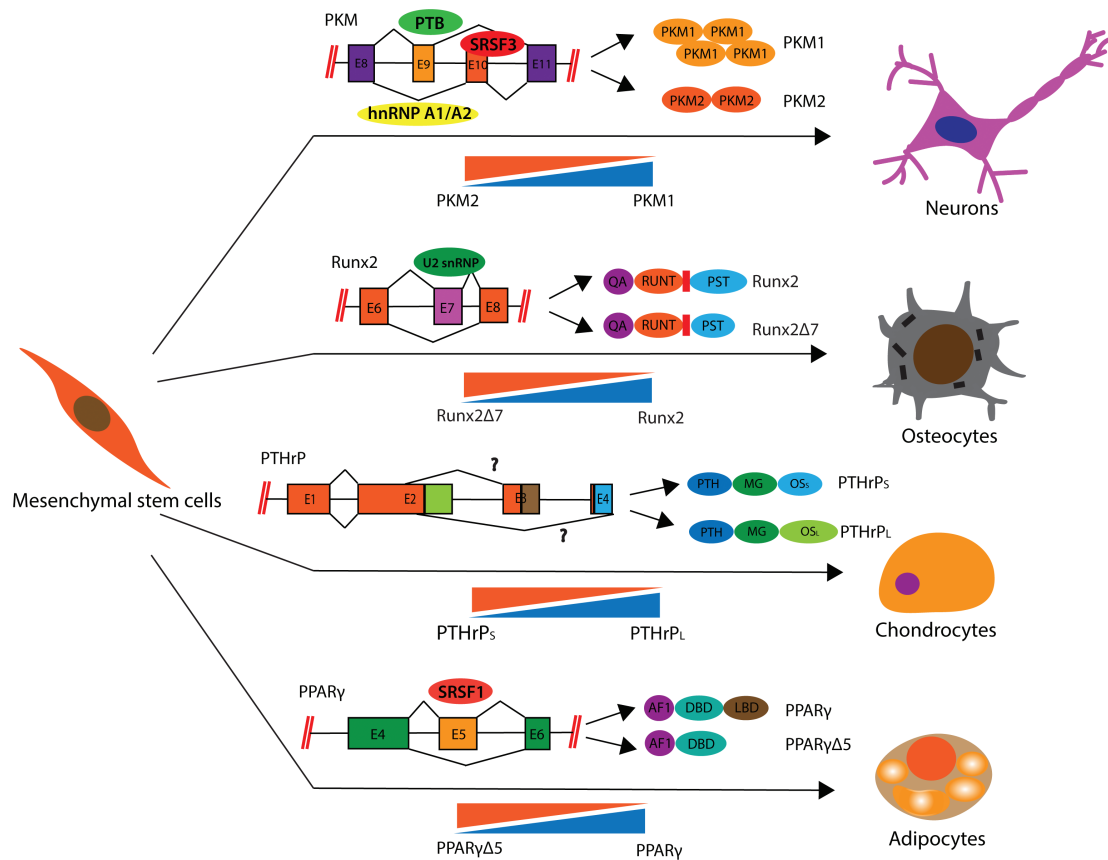 PKM
PTB
SRSF3
E8
E9
E10
E11
hnRNP A1/A2
PKM1 PKM1
PKM1 PKM1
PKM1
PKM2 PKM2
PKM2
PKM2
PKM1
Neurons
Runx2
U2 snRNP
E6
E7
E8
QA RUNT PST
Runx2
QA RUNT PST
Runx2Δ7
Runx2Δ7
Runx2
Osteocytes
Mesenchymal stem cells
PTHrP
?
E1
E2
E3
E4
?
PTH MG OSs
PTHrPs
PTH MG OSL
PTHrPL
PTHrPs
PTHrPL
Chondrocytes
PPARγ
SRSF1
E4
E5
E6
AF1 DBD LBD
PPARγ
AF1 DBD
PPARγΔ5
PPARγΔ5
PPARγ
Adipocytes